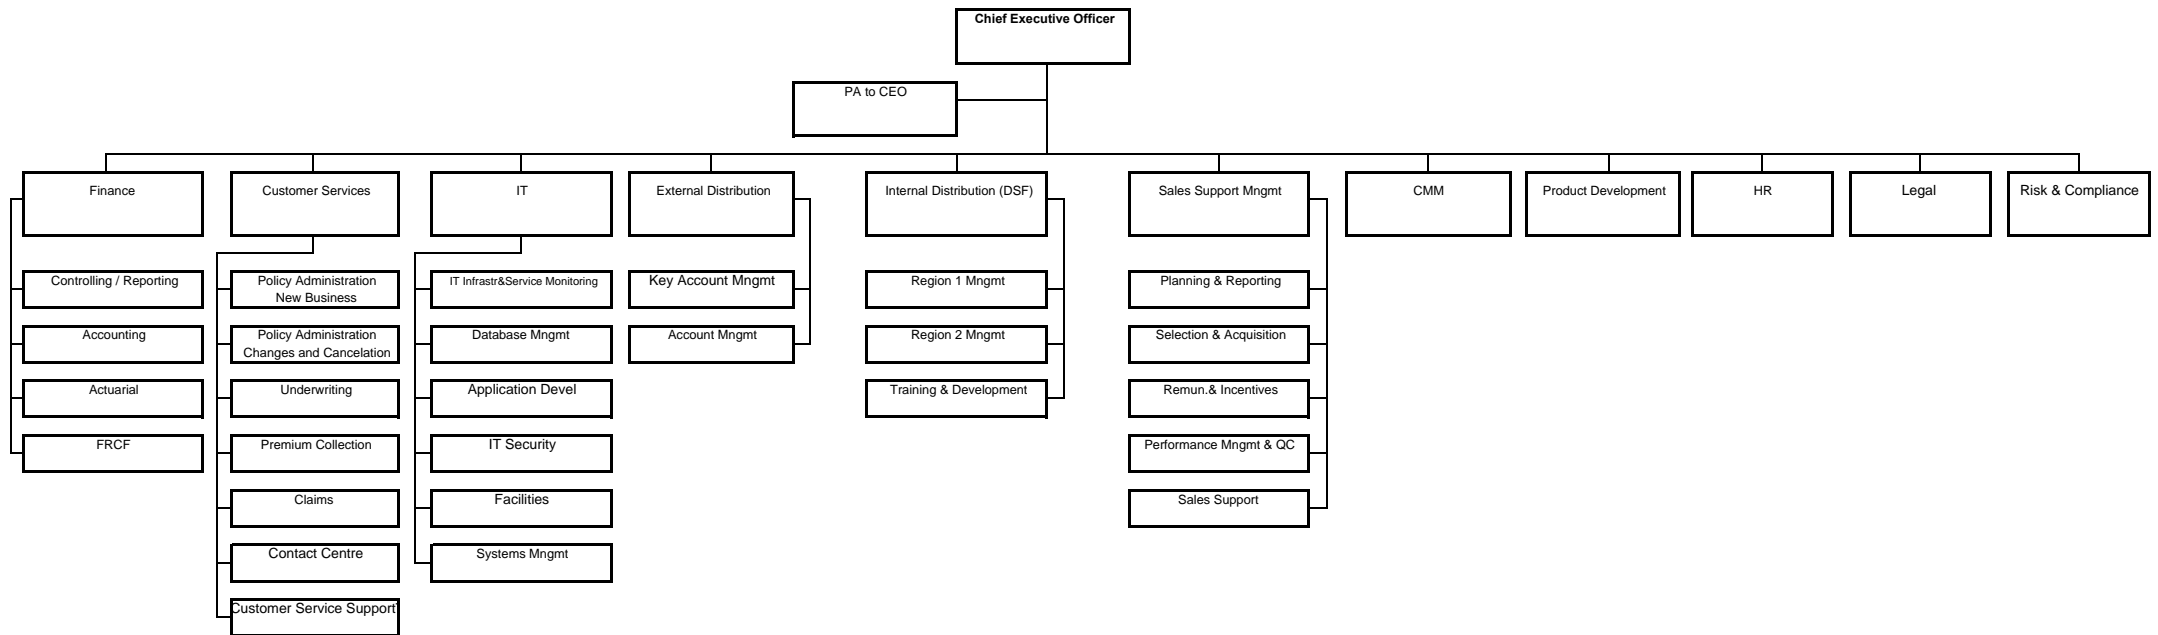 Chief Executive Officer
PA to CEO
Finance
Customer Services
IT
External Distribution
Internal Distribution (DSF)
Sales Support Mngmt
CMM
Product Development
HR
Legal
Risk & Compliance
Controlling / Reporting
Accounting
Actuarial
FRCF
Policy Administration
New Business
Policy Administration
Changes and Cancelation
Underwriting
Premium Collection
Claims
Contact Centre
Customer Service Support
IT Infrastr&Service Monitoring
Database Mngmt
Application Devel
IT Security
Facilities
Systems Mngmt
Key Account Mngmt
Account Mngmt
Region 1 Mngmt
Region 2 Mngmt
Training & Development
Planning & Reporting
Selection & Acquisition
Remun.& Incentives
Performance Mngmt & QC
Sales Support